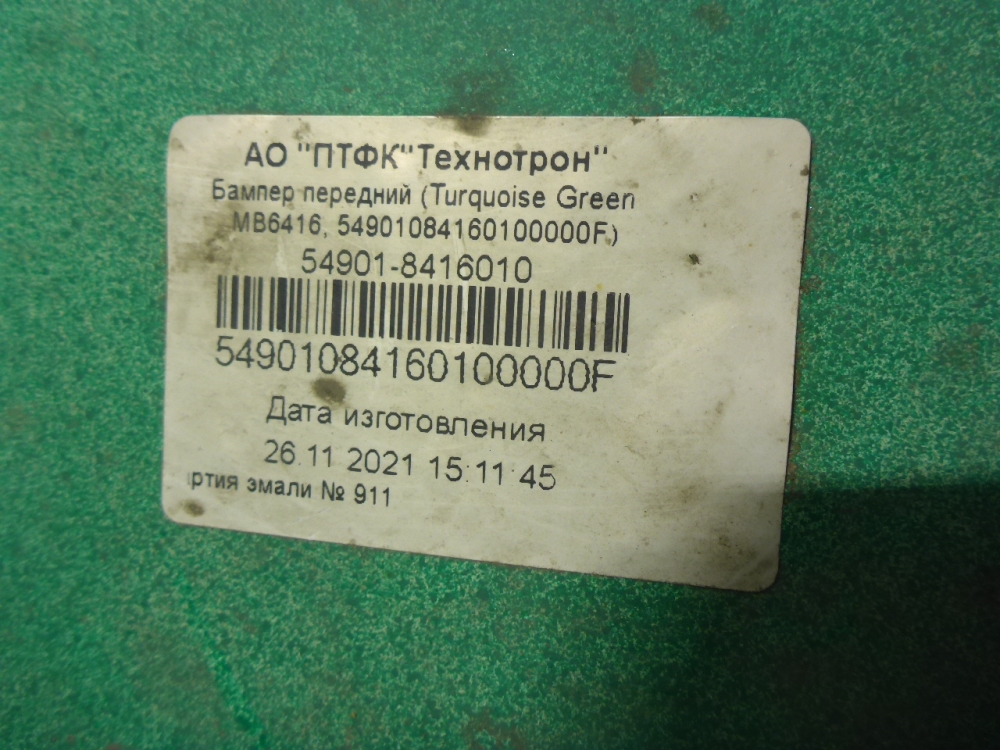 АО "ПТФК"Технотрон"
Бампер передний (Turquoise Green
MB6416, 54901084160100000F)
54901-8416010
54901084160100000F
Дата изготовления
26.11 2021 15:11:45
ртия эмали № 911